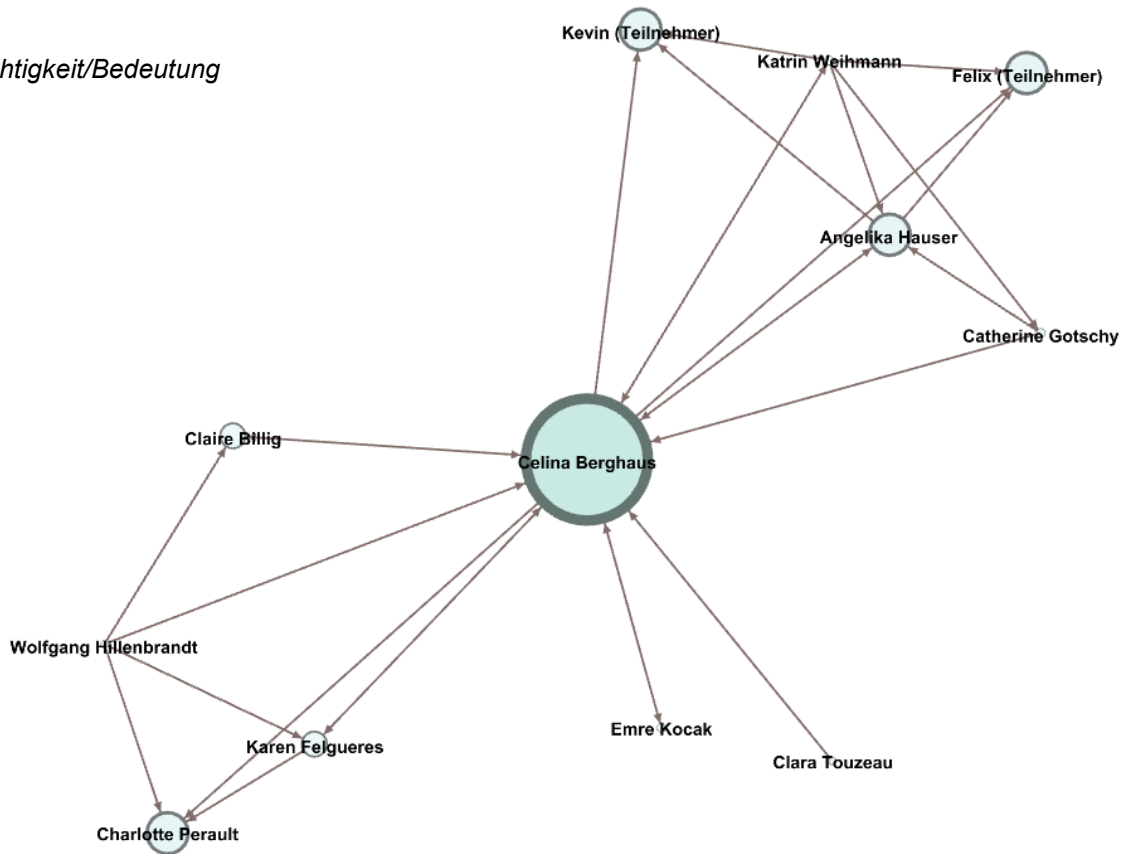 Kevin (Teilnehmer)
Katrin Weihmann
htigkeit/Bedeutung
Felix (Teilnehmer)
Angelika Hauser
Catherine Gotschy
Claire Billig
Celina Berghaus
Wolfgang Hillenbrandt
Emre Kocak
Karen Felgueres
Clara Touzeau
Charlotte Perault